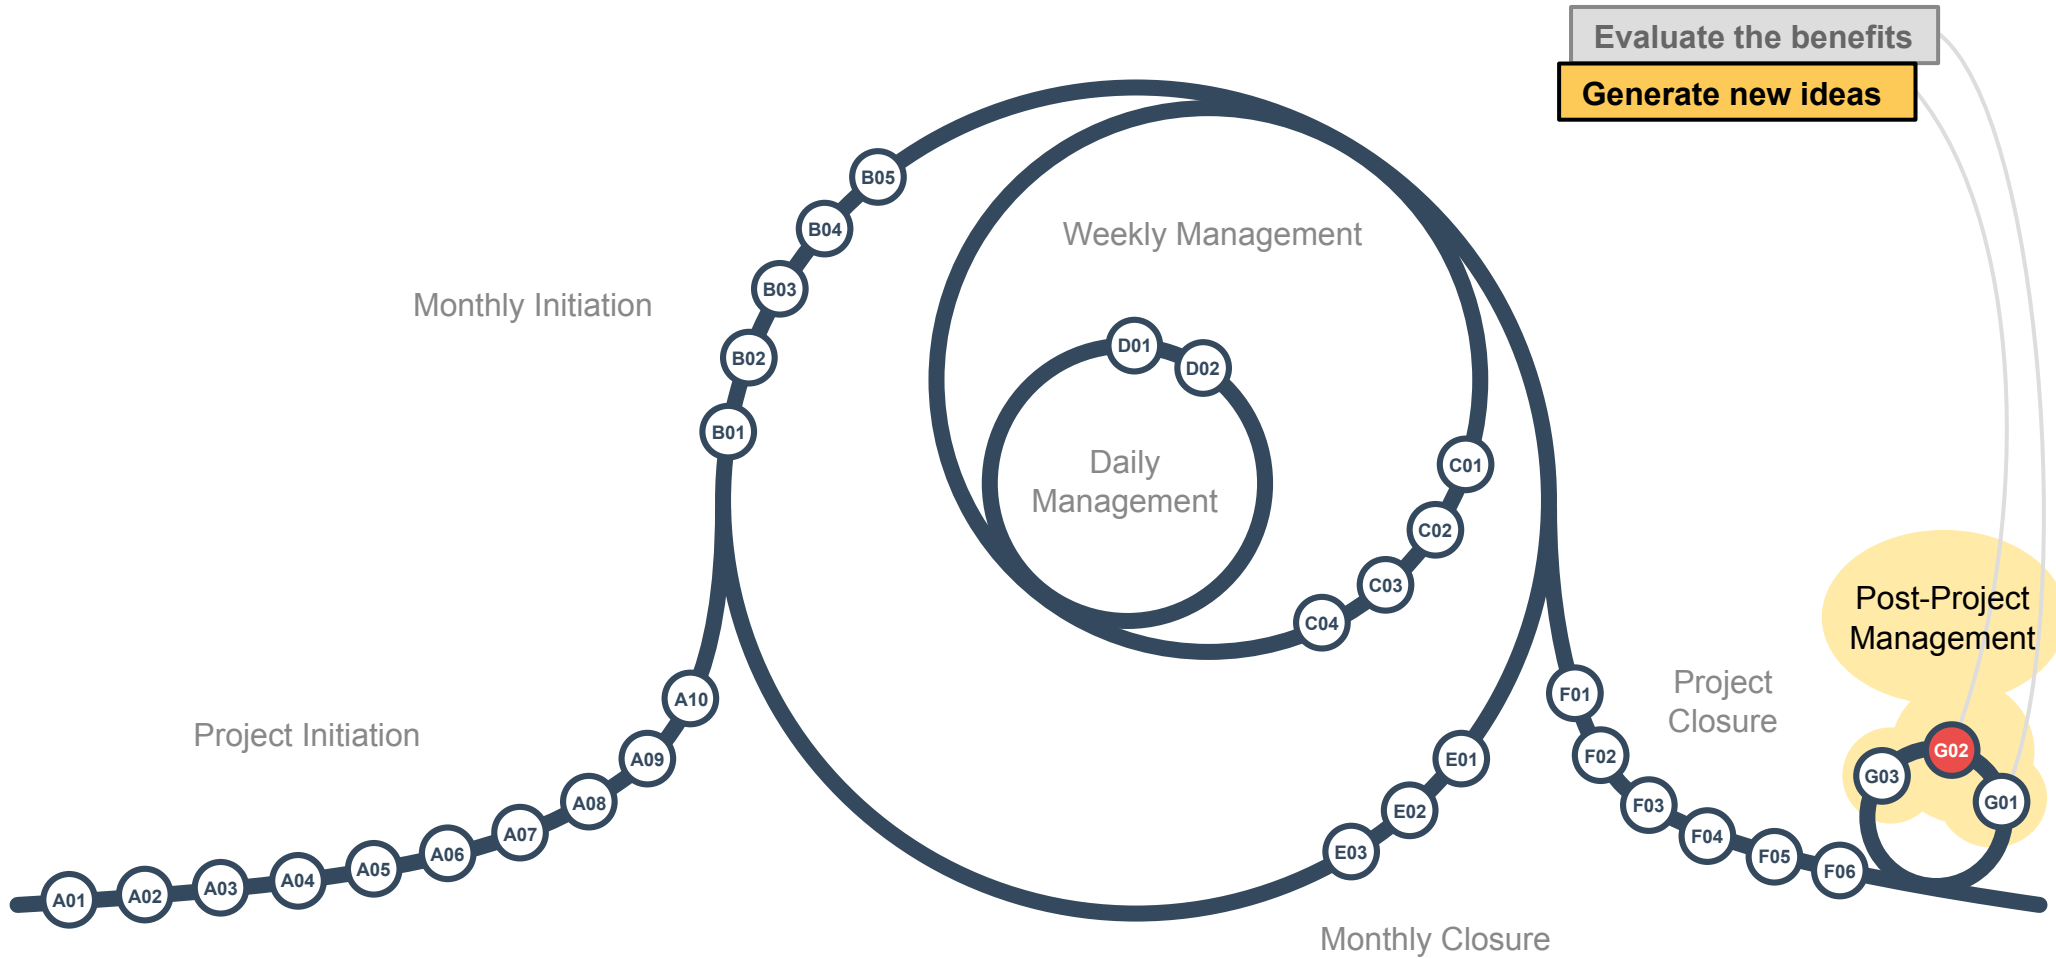 Evaluate the benefits
Generate new ideas
B05
B04
Weekly Management
B03
Monthly Initiation
D01
B02
D02
B01
Daily
Management
C01
C02
C03
C04
Post-Project
Management
Project
Closure
F01
A10
Project Initiation
G02
F02
A09
E01
G03
A08
F03
G01
E02
A07
F04
A06
E03
F05
A05
F06
A04
A03
A02
A01
Monthly Closure